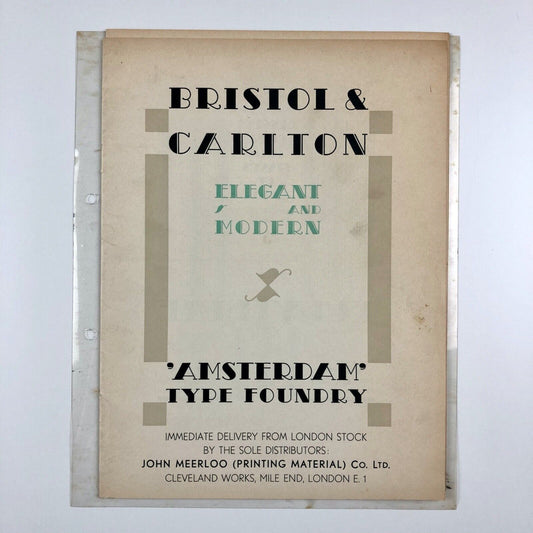 BRISTOL &
CARLTON
ELEGANT
AND
MODERN
'AMSTERDAM'
TYPE FOUNDRY
IMMEDIATE DELIVERY FROM LONDON STOCK
BY THE SOLE DISTRIBUTORS:
JOHN MEERLOO (PRINTING MATERIAL) Co. LTD.
CLEVELAND WORKS, MILE END, LONDON E. 1